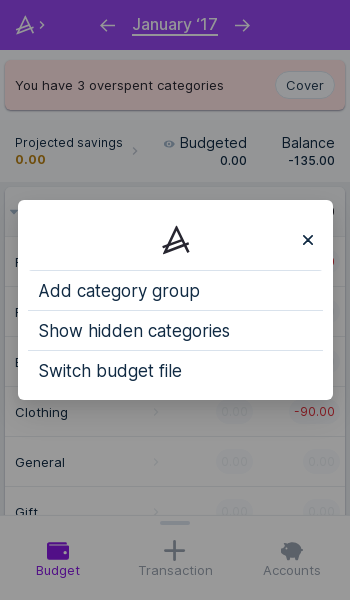 January ‘17
You have 3 overspent categories
Cover
Projected savings
0.00
Budgeted
0.00
Balance
-135.00
Add category group
Show hidden categories
Switch budget file
Clothing
0.00
-90.00
General
0.00
0.00
Gift
0.00
0.00
Budget
Transaction
Accounts